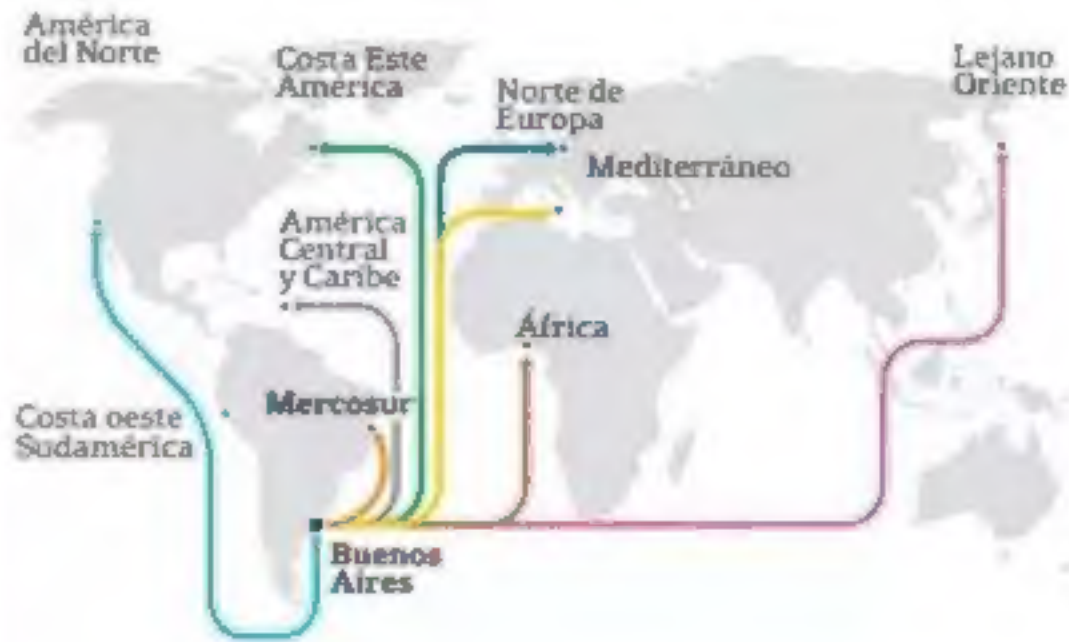 América
del Norte
Costa Este
América
Lejano
Oriente
Norte de
Europa
Mediterráneo
América
Central
y Caribe
África
Mercosur
Costa oeste
Sudamérica
Buenos
Aires